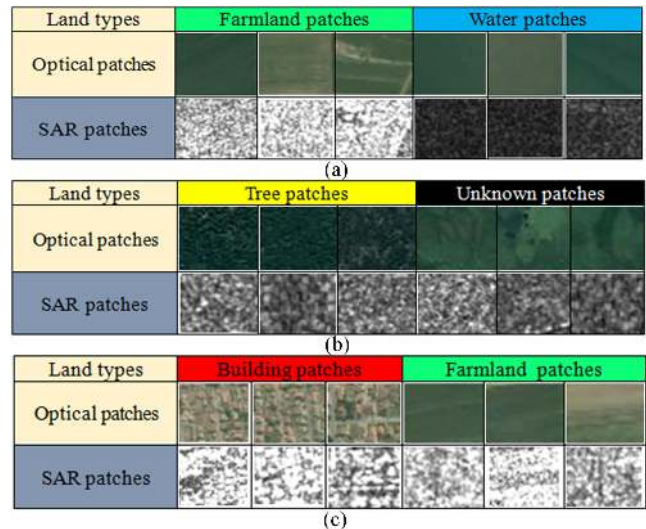 Land types Farmland patches Water patches
Optical patches
SAR patches
(a)
Land types Tree patches Unknown patches
Optical patches
SAR patches
(b)
Land types Building patches Farmland patches
Optical patches
SAR patches
(c)